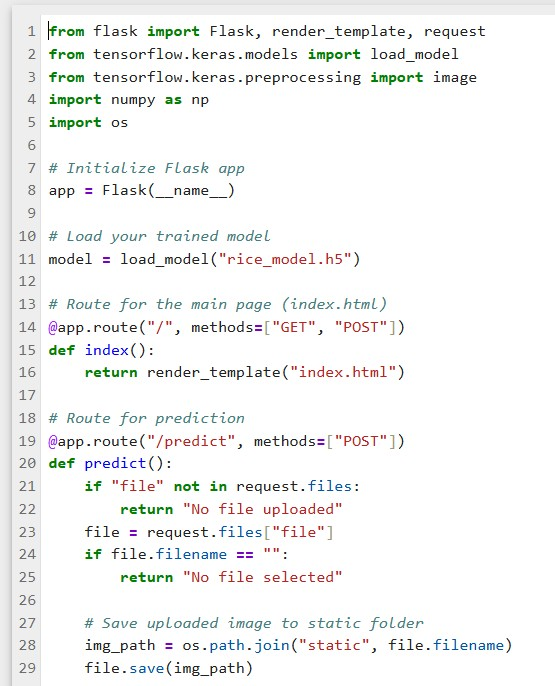 1 from flask import Flask, render_template, request
2 from tensorflow.keras.models import load_model
3 from tensorflow.keras.preprocessing import image
4 import numpy as np
5 import os
6
7 # Initialize Flask app
8 app = Flask(__name__)
9
10 # Load your trained model
11 model = load_model("rice_model.h5")
12
13 # Route for the main page (index.html)
14 @app.route("/", methods=["GET", "POST"])
15 def index():
16     return render_template("index.html")
17
18 # Route for prediction
19 @app.route("/predict", methods=["POST"])
20 def predict():
21     if "file" not in request.files:
22         return "No file uploaded"
23     file = request.files["file"]
24     if file.filename == "":
25         return "No file selected"
26
27     # Save uploaded image to static folder
28     img_path = os.path.join("static", file.filename)
29     file.save(img_path)